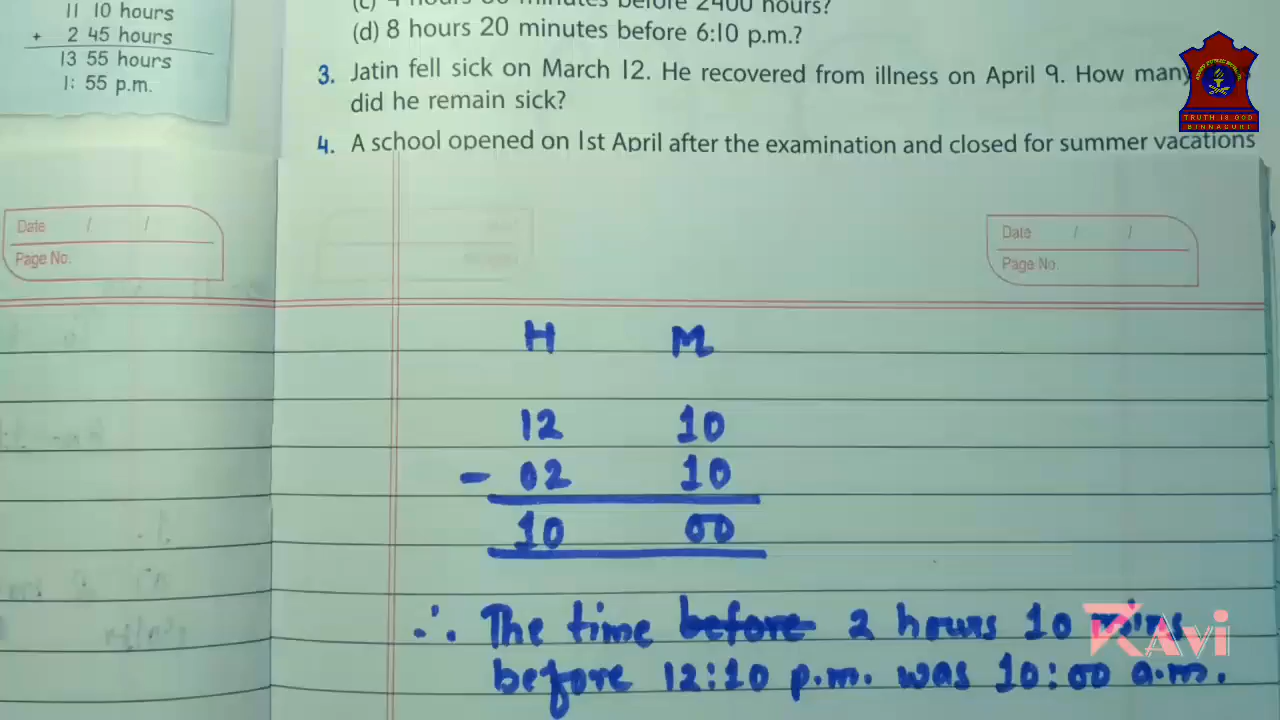 11 10 hours
+ 2 45 hours
13 55 hours
1: 55 p.m.
before 2400 hours?
(d) 8 hours 20 minutes before 6:10 p.m.?
3. Jatin fell sick on March 12. He recovered from illness on April 9. How many
did he remain sick?
4. A school opened on 1st April after the examination and closed for summer vacations
TRUTH IS GOD
BINNAGURI
Date / /
Page No.
Date / /
Page No.
H M
12 10
- 02 10
10 00
∴ The time before 2 hours 10 mins
before 12:10 p.m. was 10:00 a.m.
RAvi